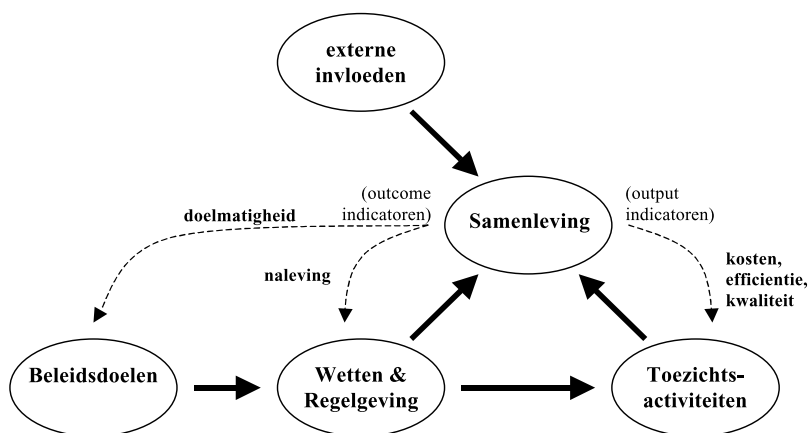 externe
invloeden
(outcome
indicatoren)
doelmatigheid
Samenleving
(output
indicatoren)
naleving
kosten,
efficientie,
kwaliteit
Beleidsdoelen
Wetten &
Regelgeving
Toezichts-
activiteiten